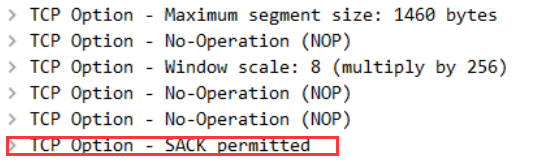 TCP Option - Maximum segment size: 1460 bytes
TCP Option - No-Operation (NOP)
TCP Option - Window scale: 8 (multiply by 256)
TCP Option - No-Operation (NOP)
TCP Option - No-Operation (NOP)
TCP Option - SACK permitted